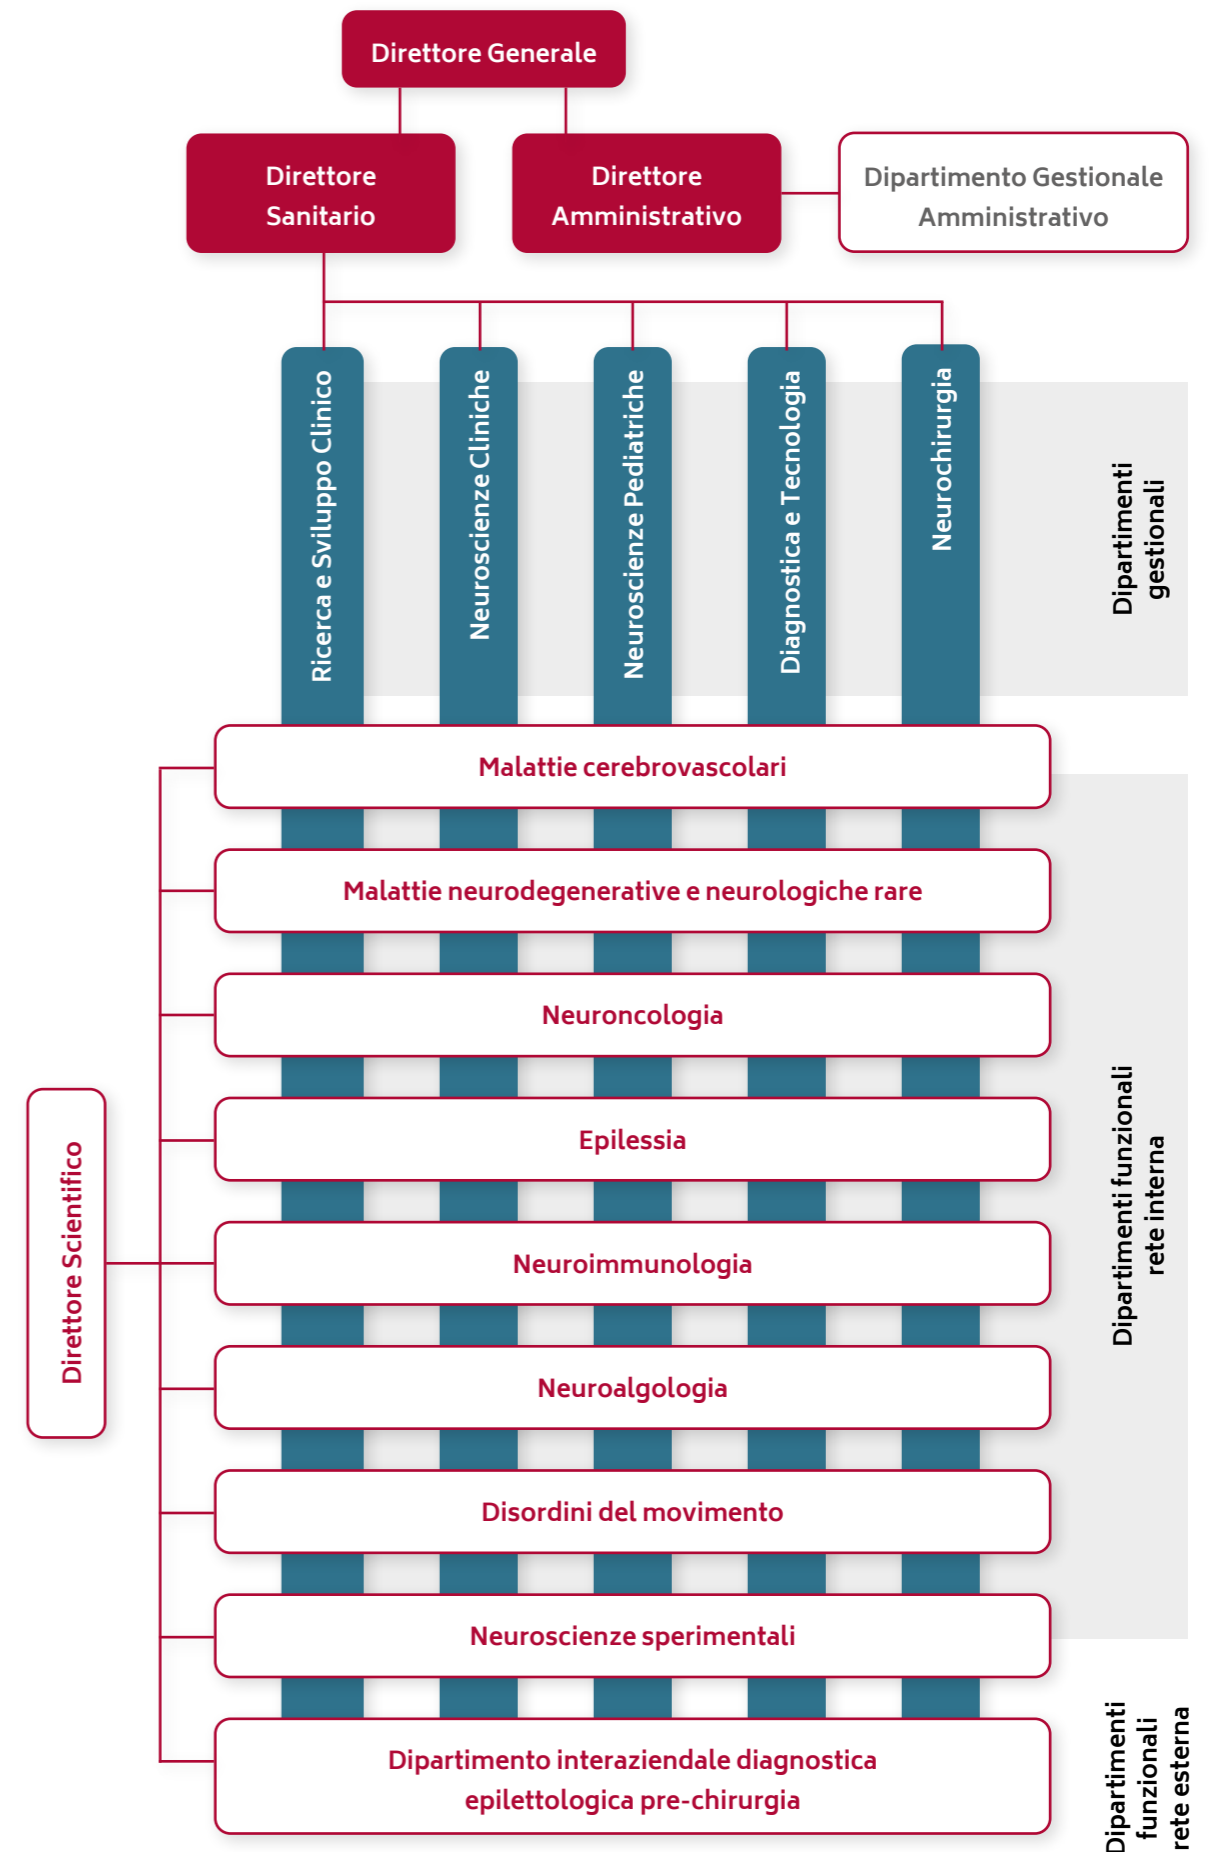 Direttore Generale
Direttore
Sanitario
Direttore
Amministrativo
Dipartimento Gestionale
Amministrativo
Ricerca e Sviluppo Clinico
Neuroscienze Cliniche
Neuroscienze Pediatriche
Diagnostica e Tecnologia
Neurochirurgia
Dipartimenti
gestionali
Malattie cerebrovascolari
Malattie neurodegenerative e neurologiche rare
Neuroncologia
Epilessia
Neuroimmunologia
Neuroalgologia
Disordini del movimento
Neuroscienze sperimentali
Dipartimento interaziendale diagnostica
epilettologica pre-chirurgia
Direttore Scientifico
Dipartimenti funzionali
rete interna
Dipartimenti
funzionali
rete esterna